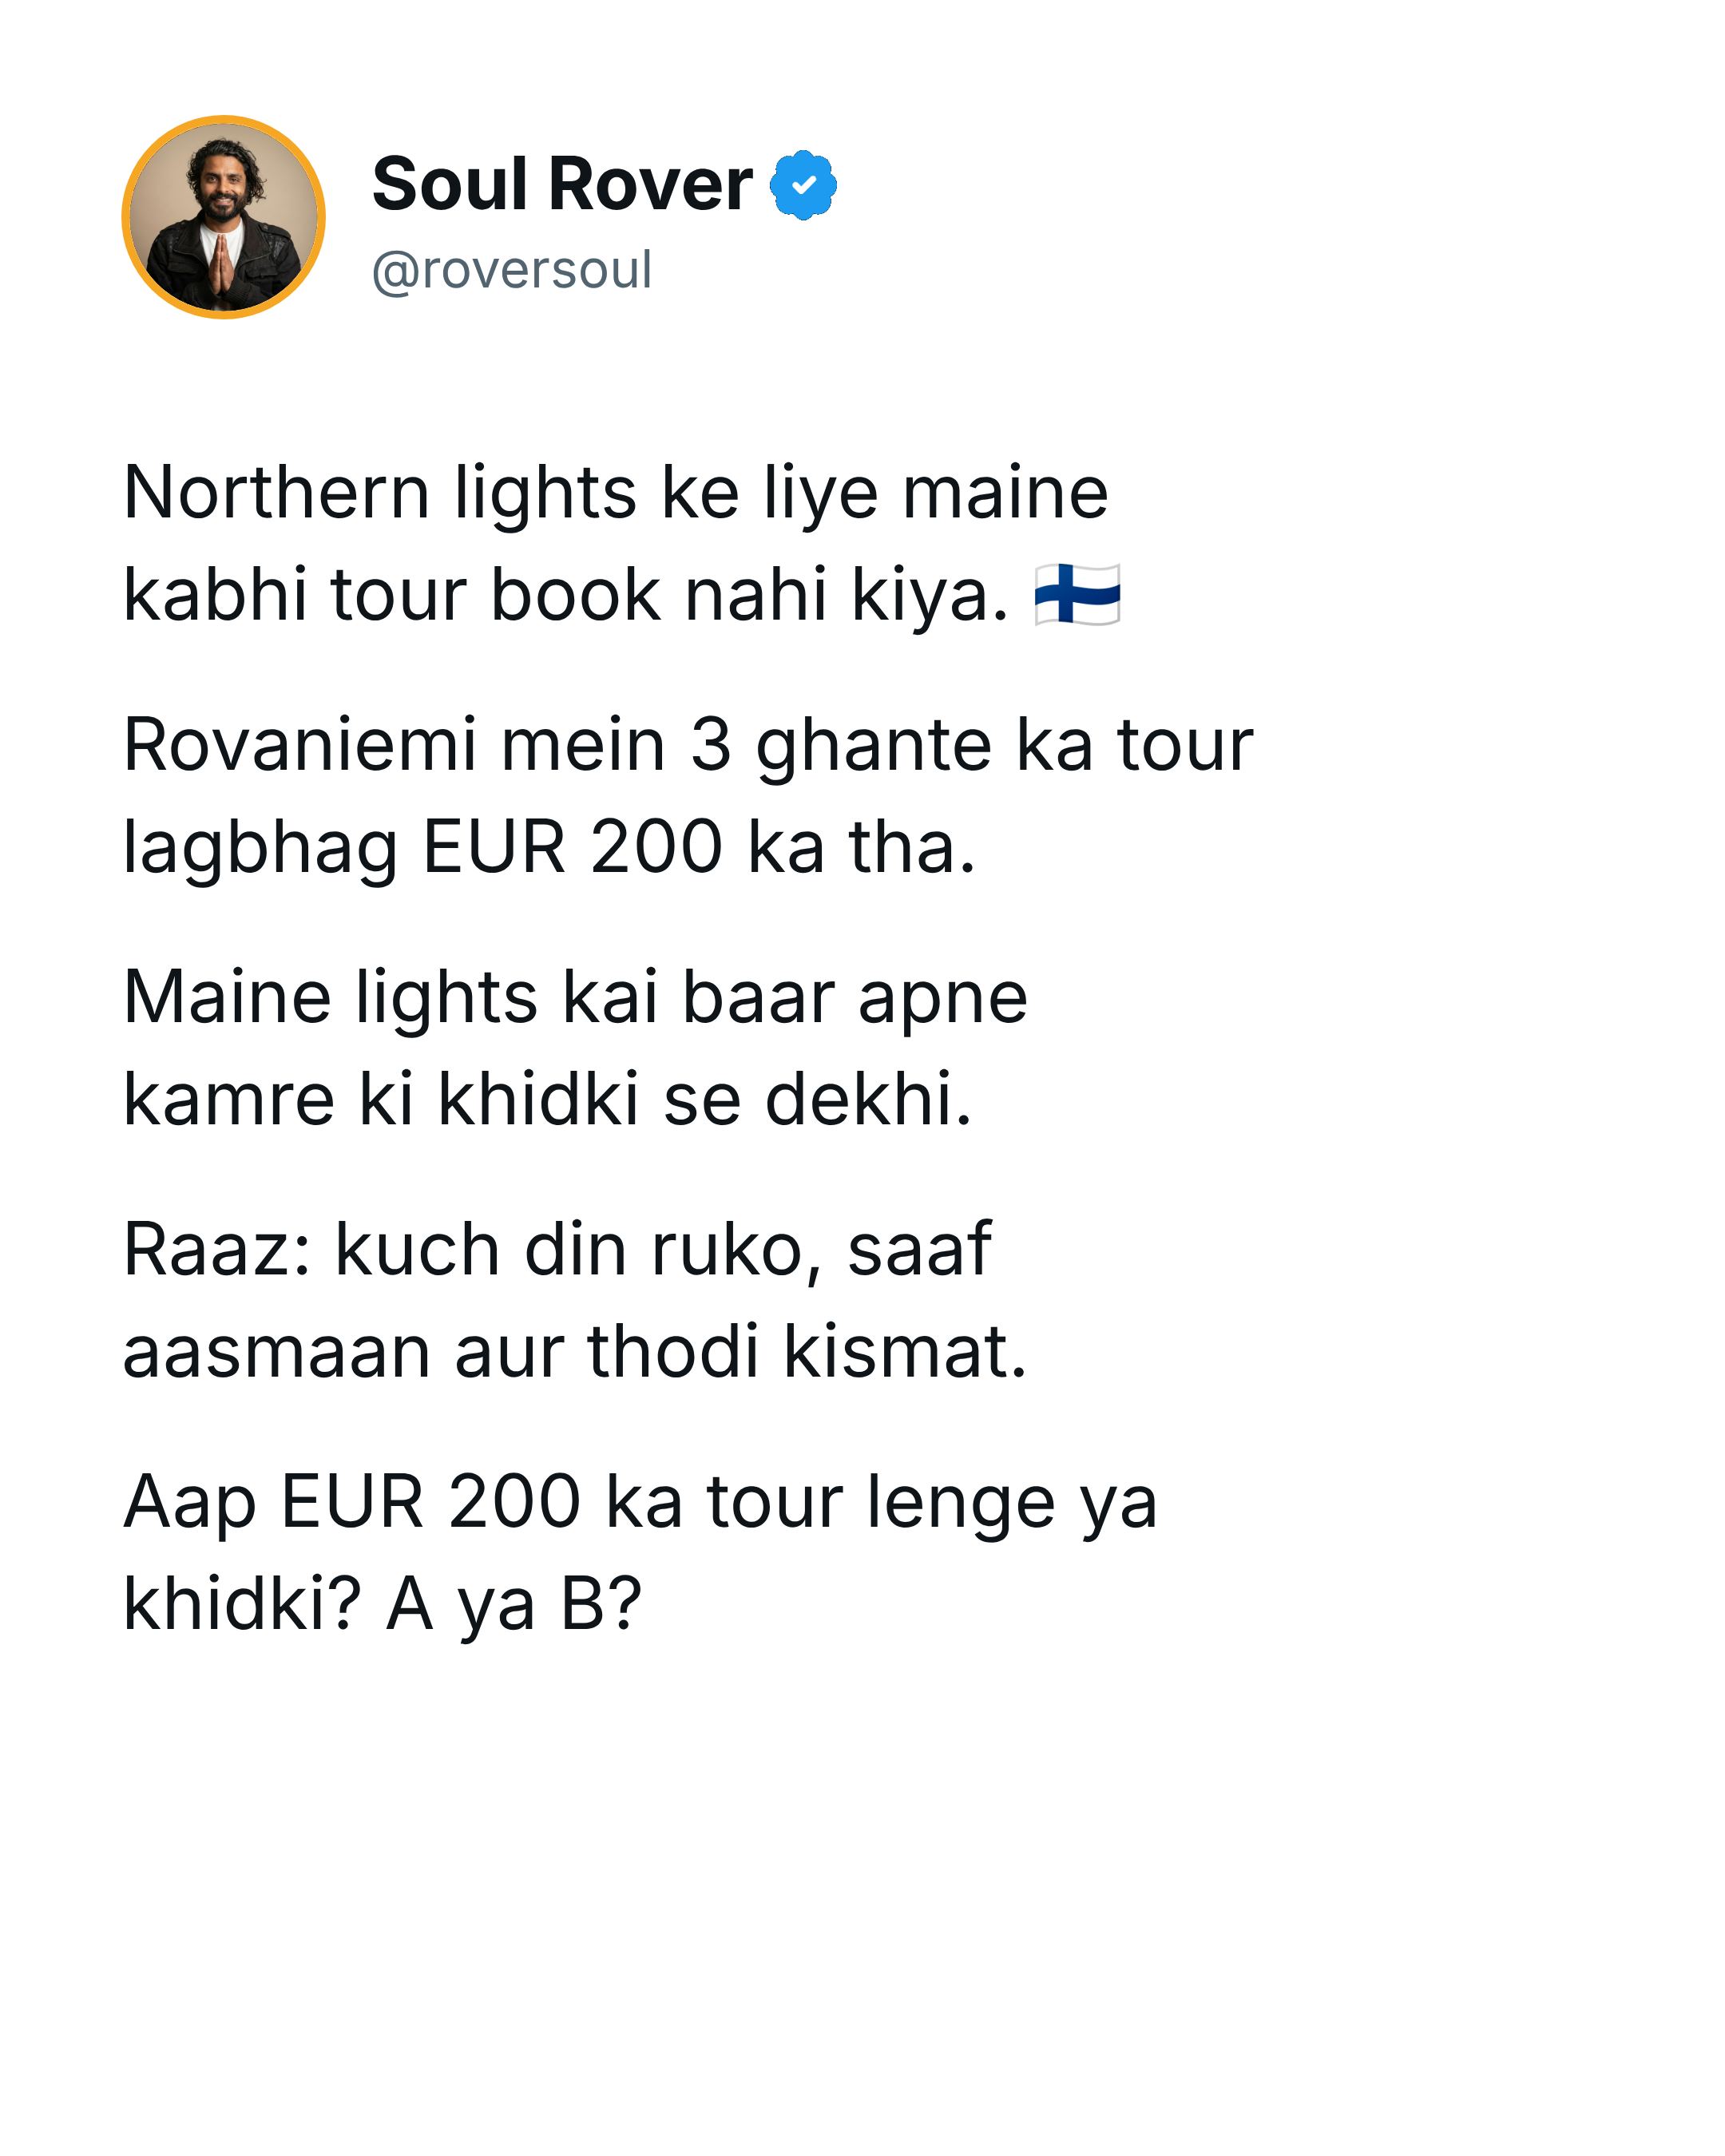 Soul Rover
@roversoul
Northern lights ke liye maine
kabhi tour book nahi kiya. 🇫🇮
Rovaniemi mein 3 ghante ka tour
lagbhag EUR 200 ka tha.
Maine lights kai baar apne
kamre ki khidki se dekhi.
Raaz: kuch din ruko, saaf
aasmaan aur thodi kismat.
Aap EUR 200 ka tour lenge ya
khidki? A ya B?